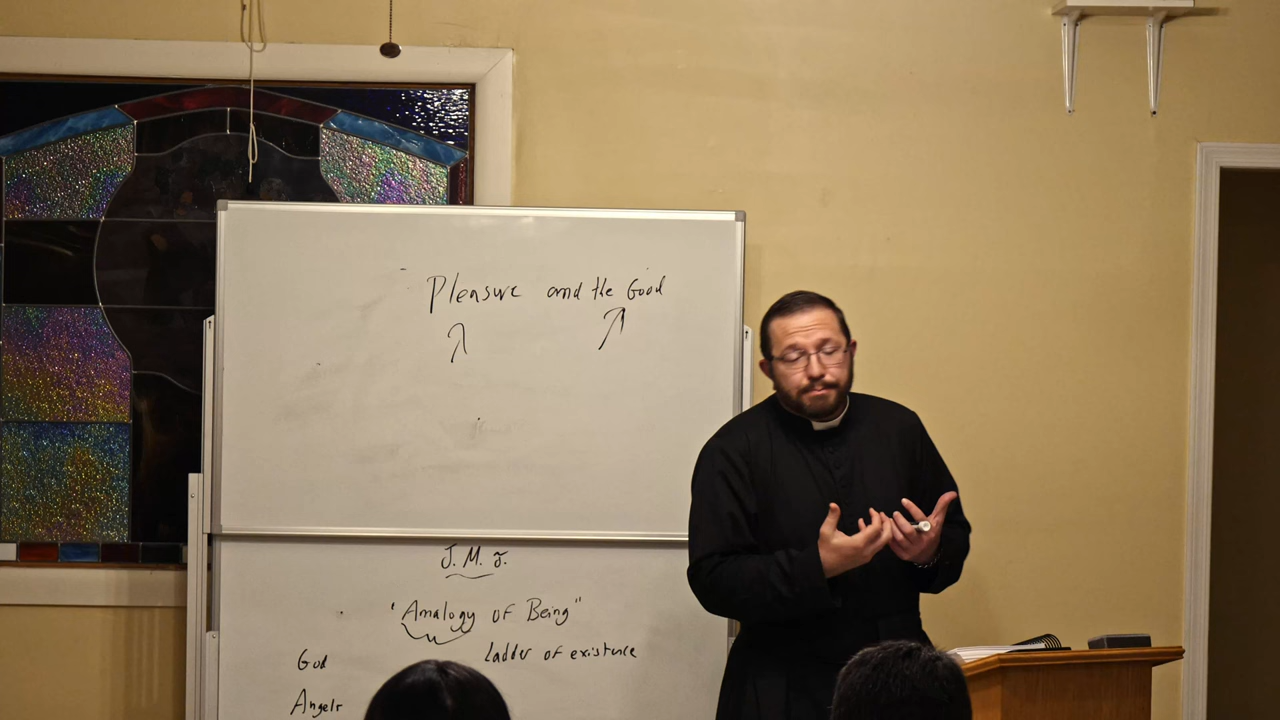 Pleasure and the Good
J. M. J.
"Analogy of Being"
Ladder of existence
God
Angels